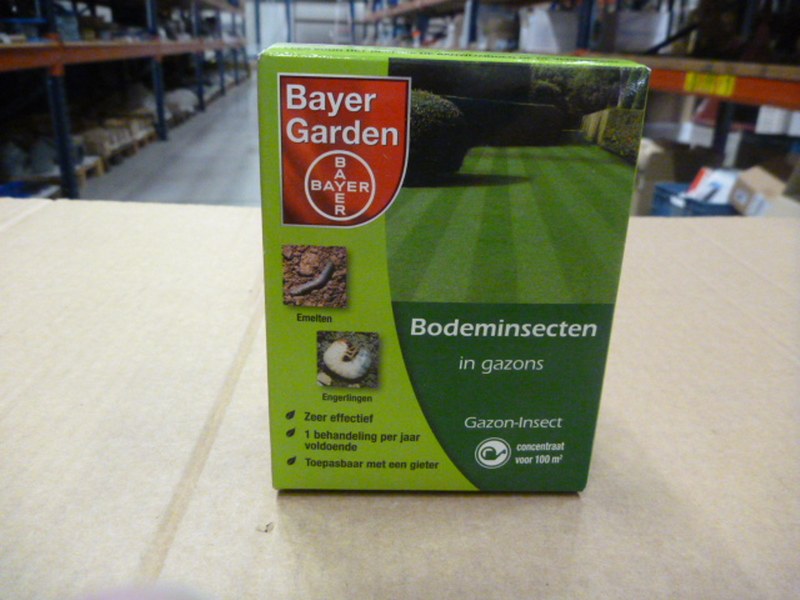 Bayer
Garden
BAYER
BAYER
Emelten
Engerlingen
Zeer effectief
1 behandeling per jaar
voldoende
Toepasbaar met een gieter
Bodeminsecten
in gazons
Gazon-Insect
concentraat
voor 100 m²